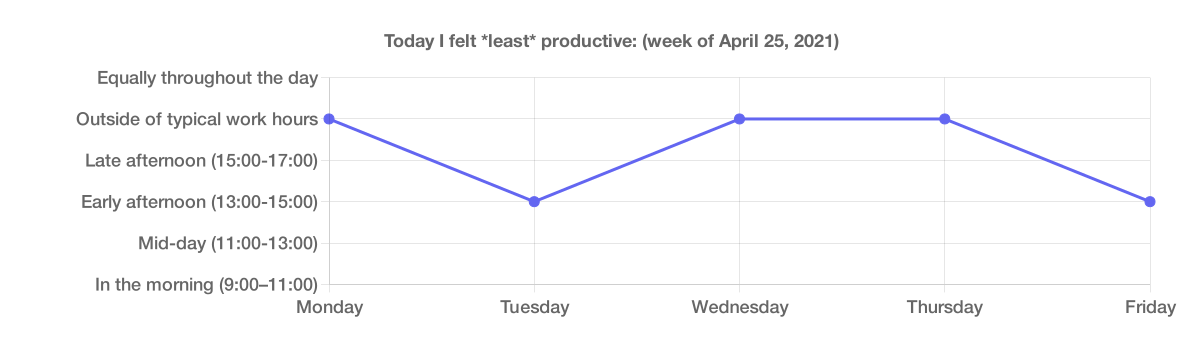 Today I felt *least* productive: (week of April 25, 2021)
Equally throughout the day
Outside of typical work hours
Late afternoon (15:00-17:00)
Early afternoon (13:00-15:00)
Mid-day (11:00-13:00)
In the morning (9:00–11:00)
Monday Tuesday Wednesday Thursday Friday